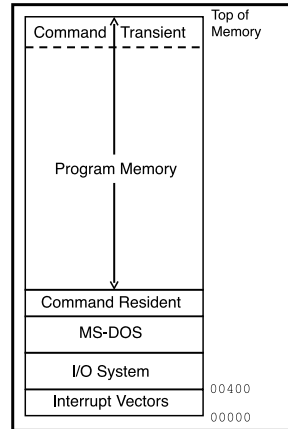 Top of
Memory
Command Transient
Program Memory
Command Resident
MS-DOS
I/O System
00400
Interrupt Vectors
00000